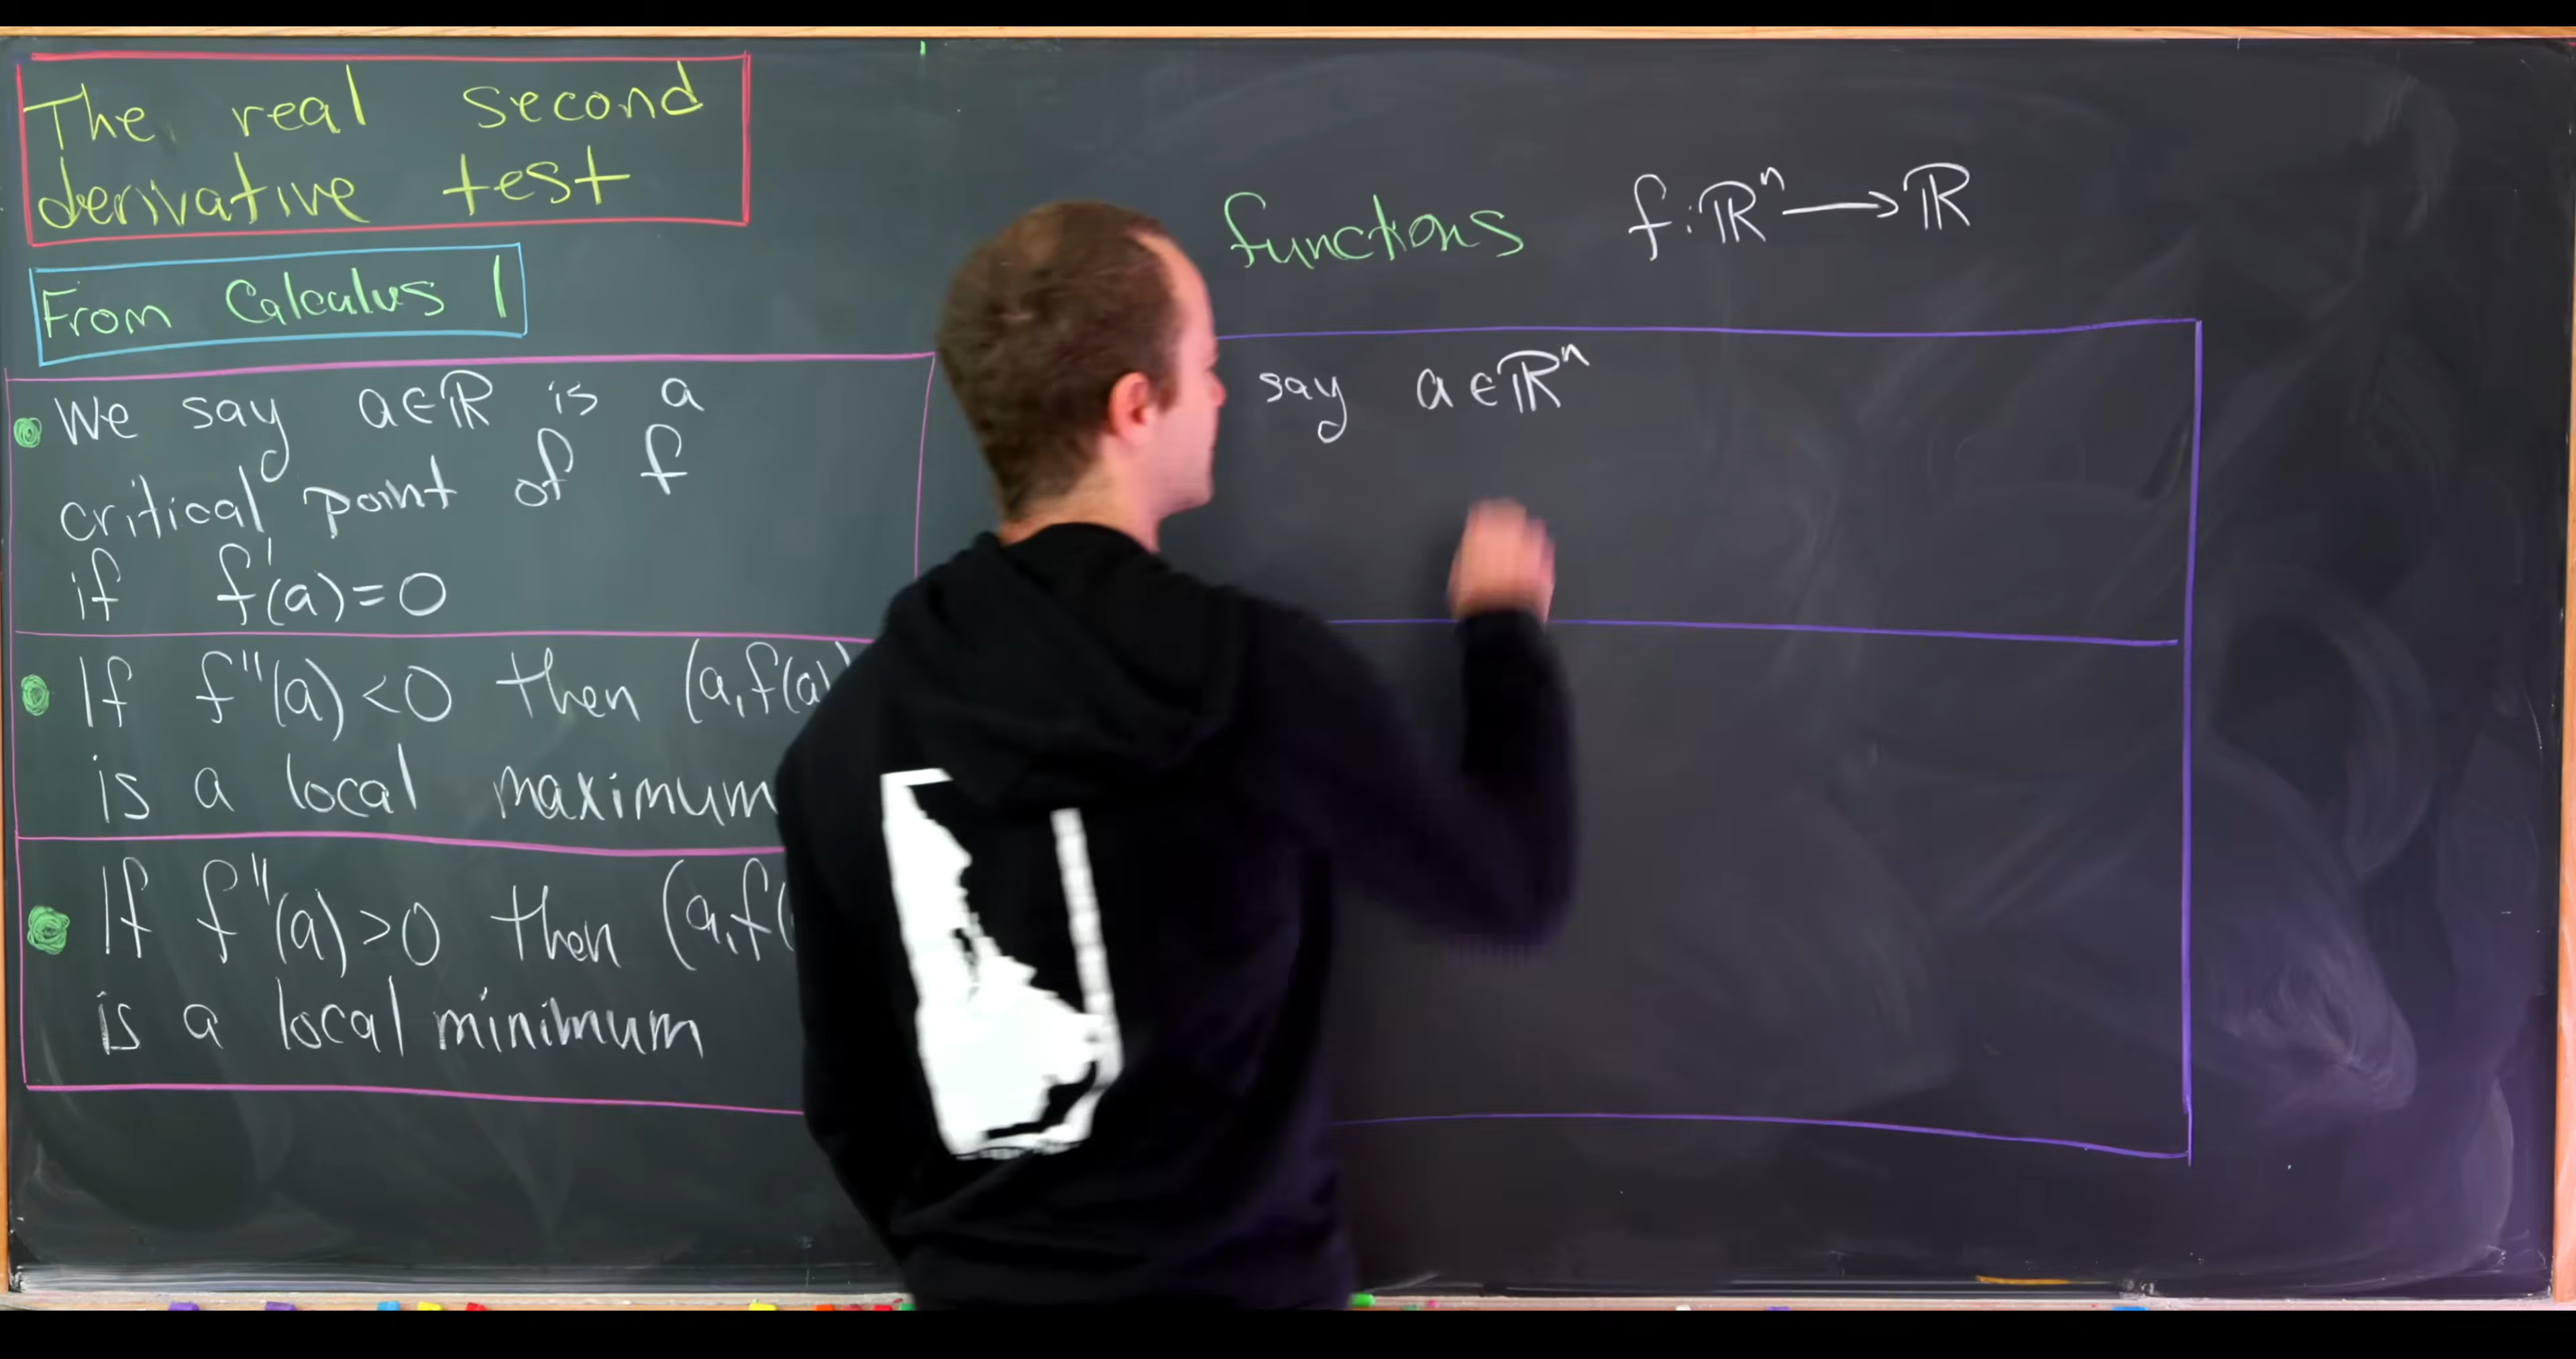 The real second
derivative test
From Calculus 1
We say a∈ℝ is a
critical point of f
if f'(a)=0
If f''(a)<0 then (a,f(a)
is a local maximum
If f''(a)>0 then (a,f(
is a local minimum
functions f:ℝⁿ⟶ℝ
say a∈ℝⁿ